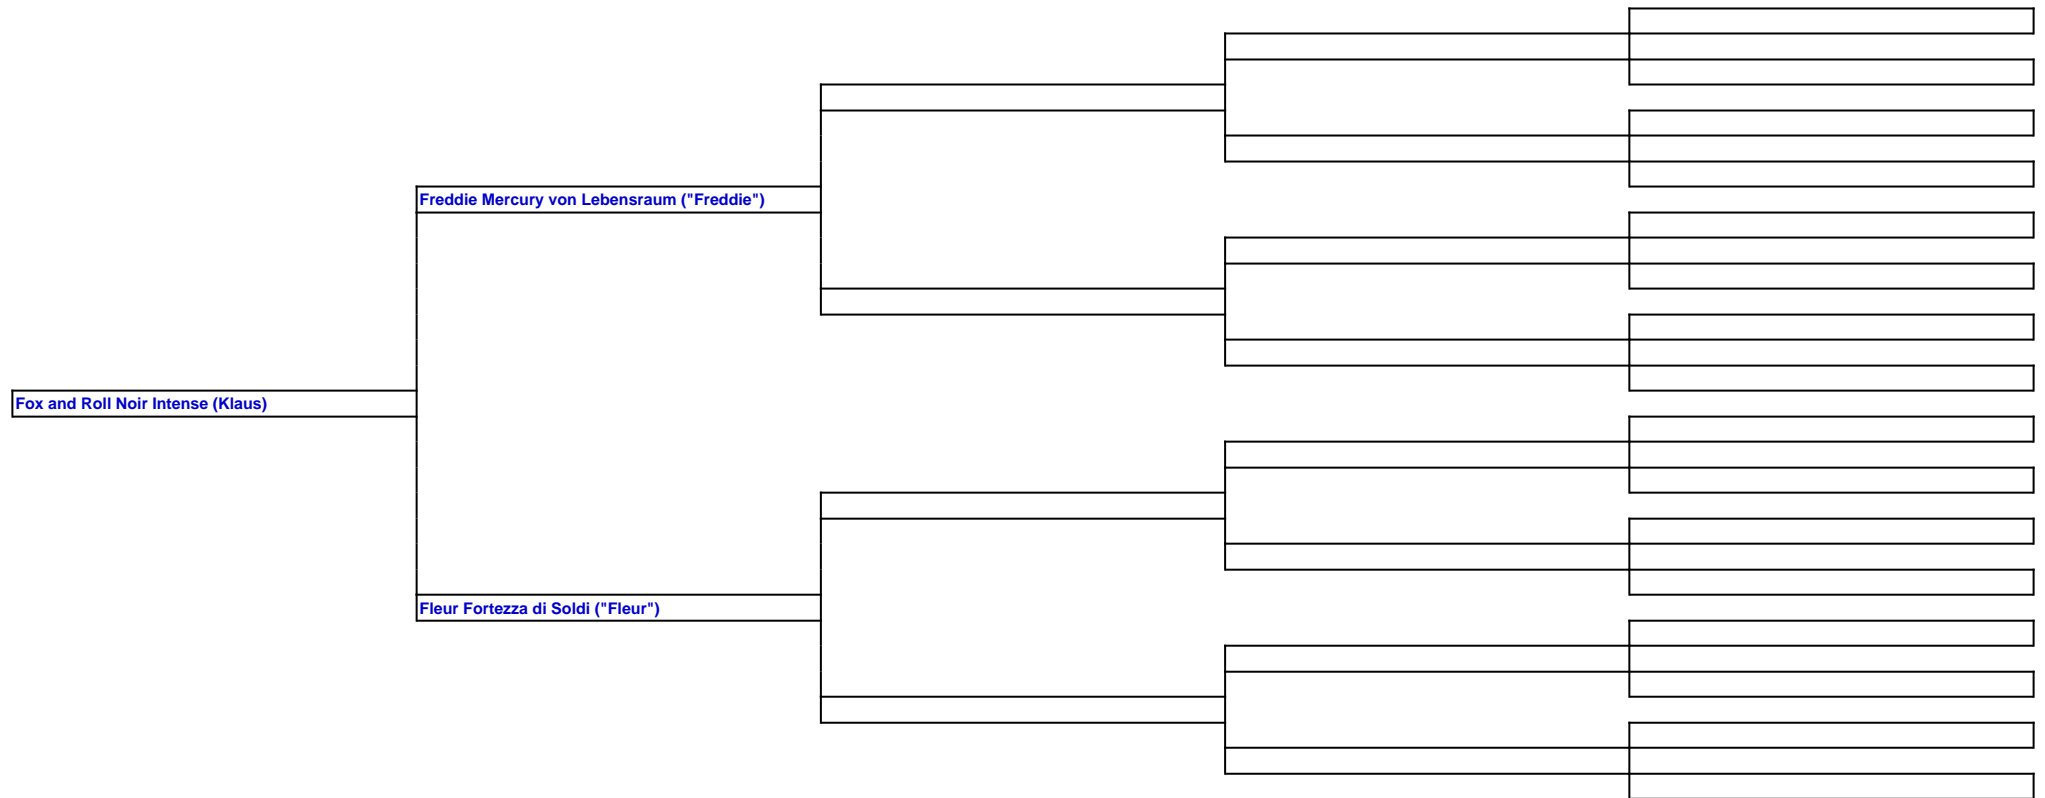 Freddie Mercury von Lebensraum ("Freddie")
Fox and Roll Noir Intense (Klaus)
Fleur Fortezza di Soldi ("Fleur")